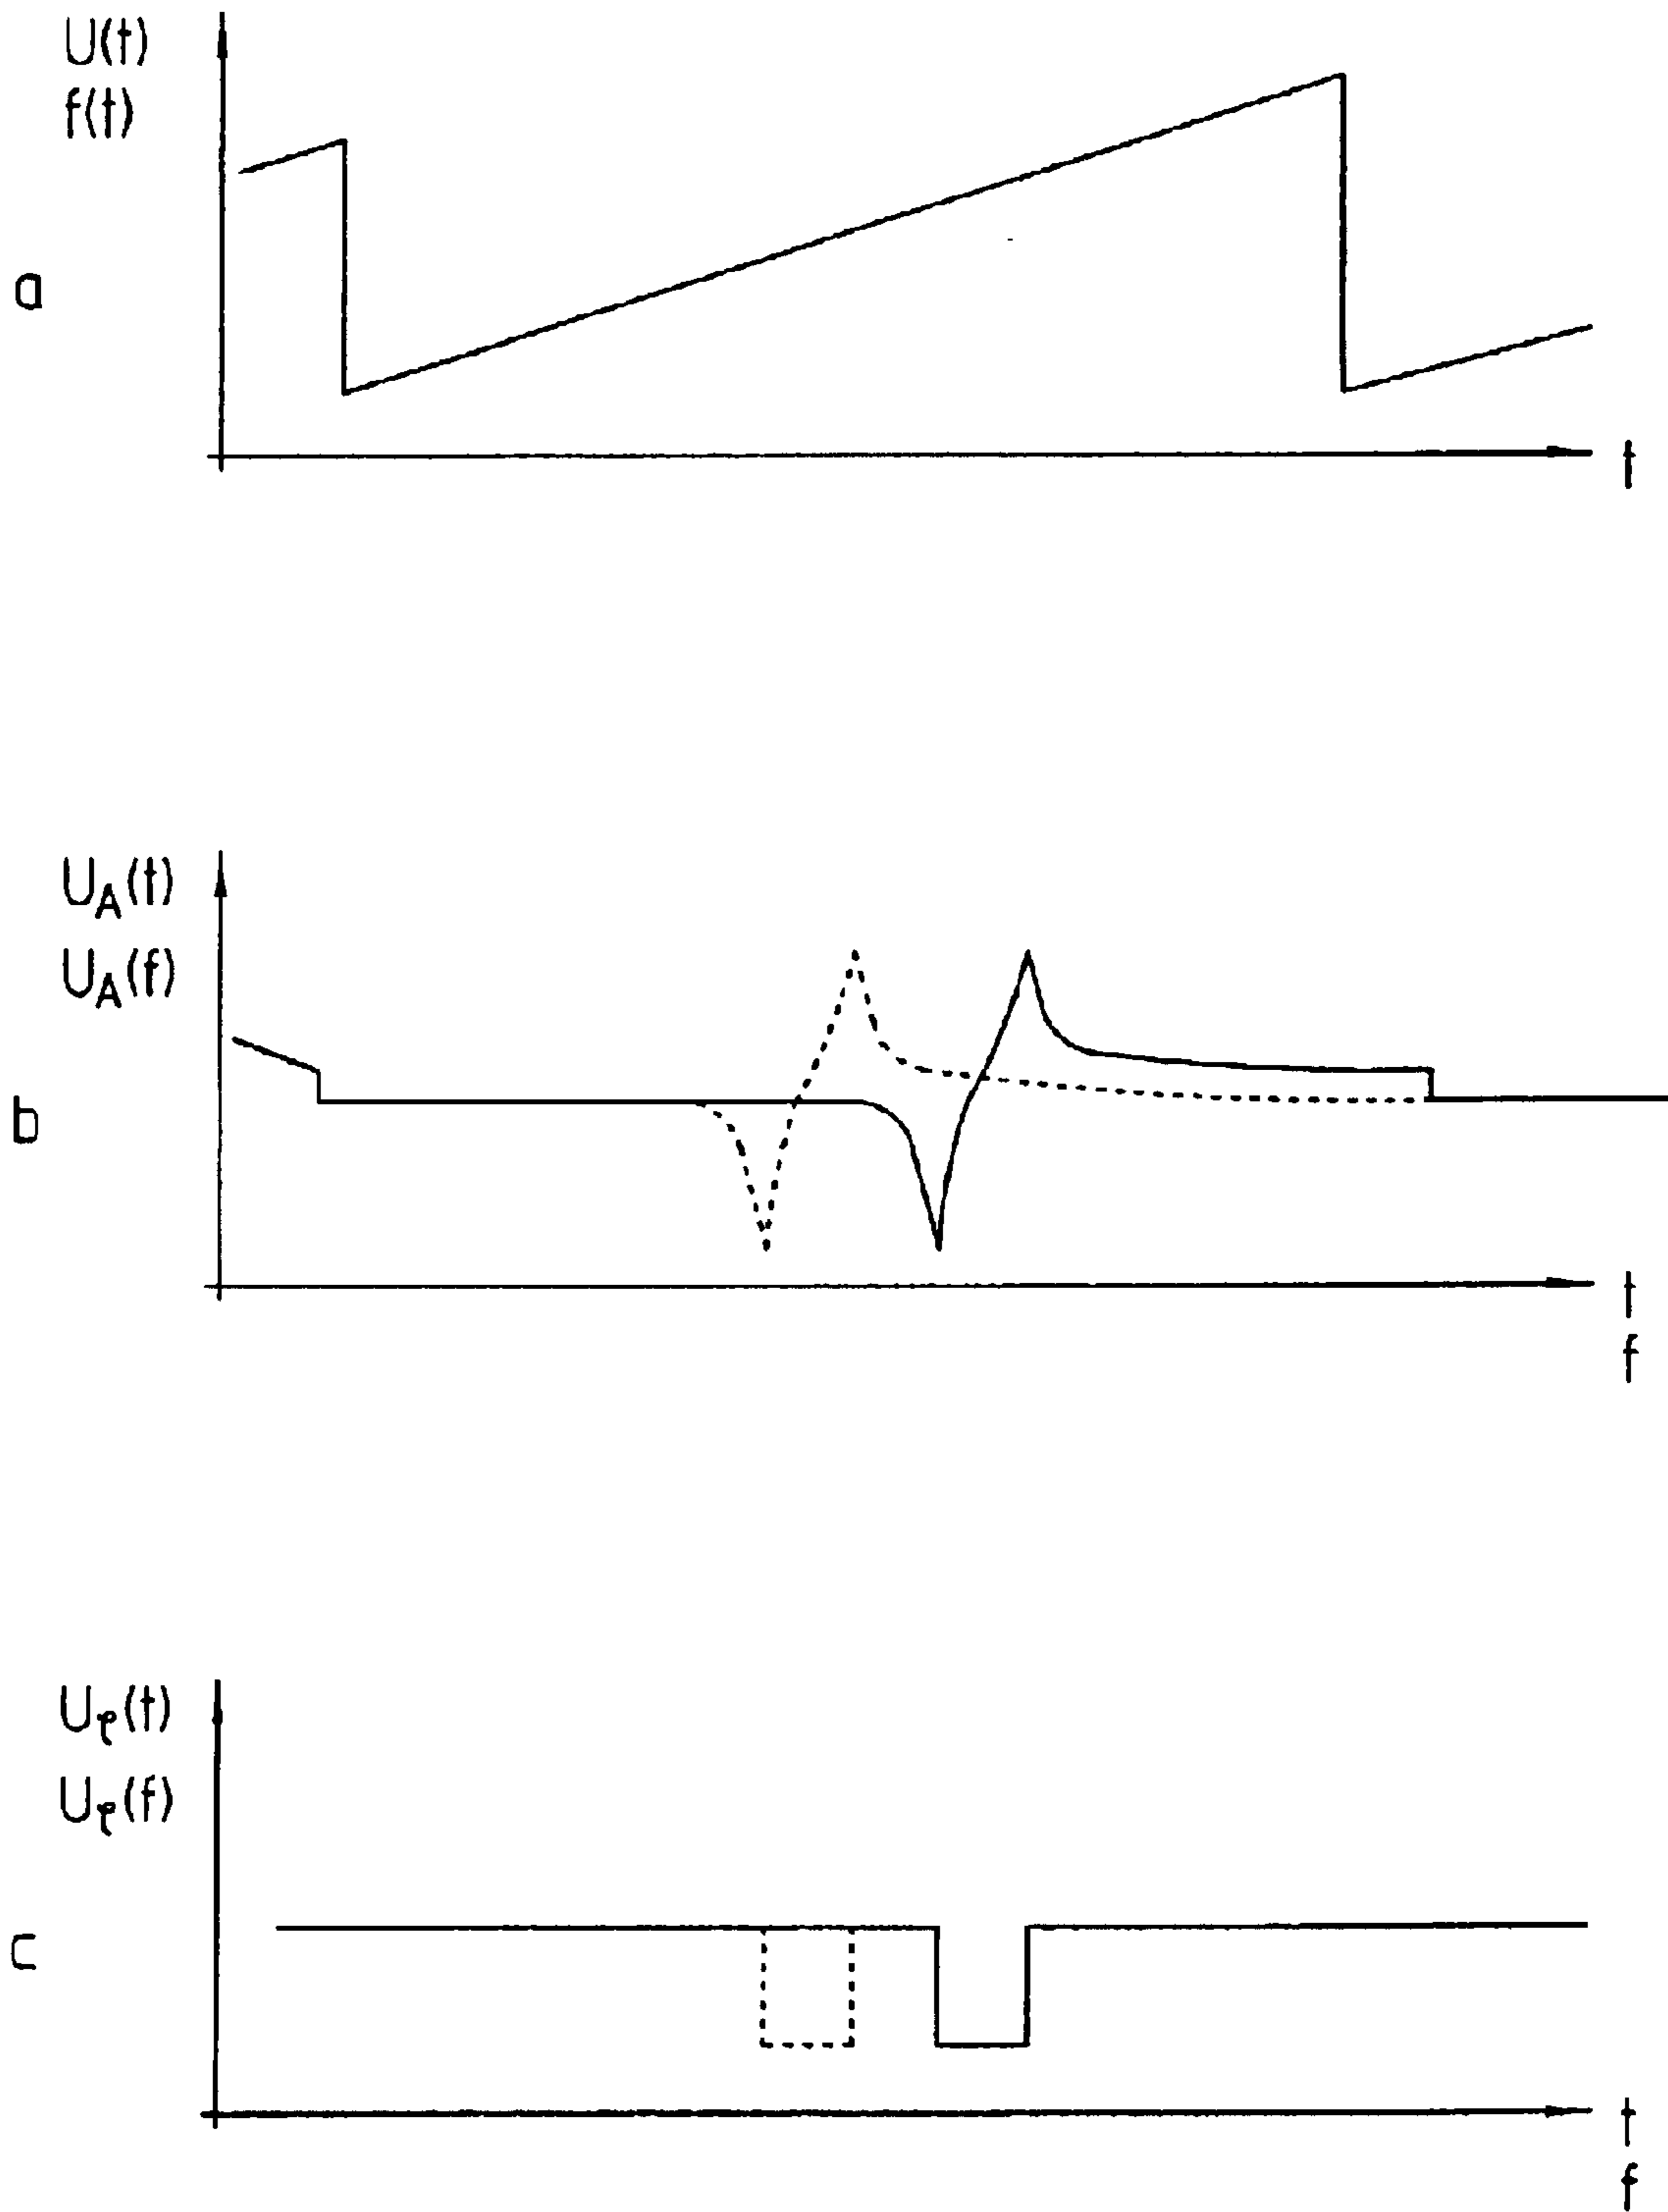 U(t)
f(t)
a
t
U_A(t)
U_A(f)
b
t
f
U_φ(t)
U_φ(f)
c
t
f